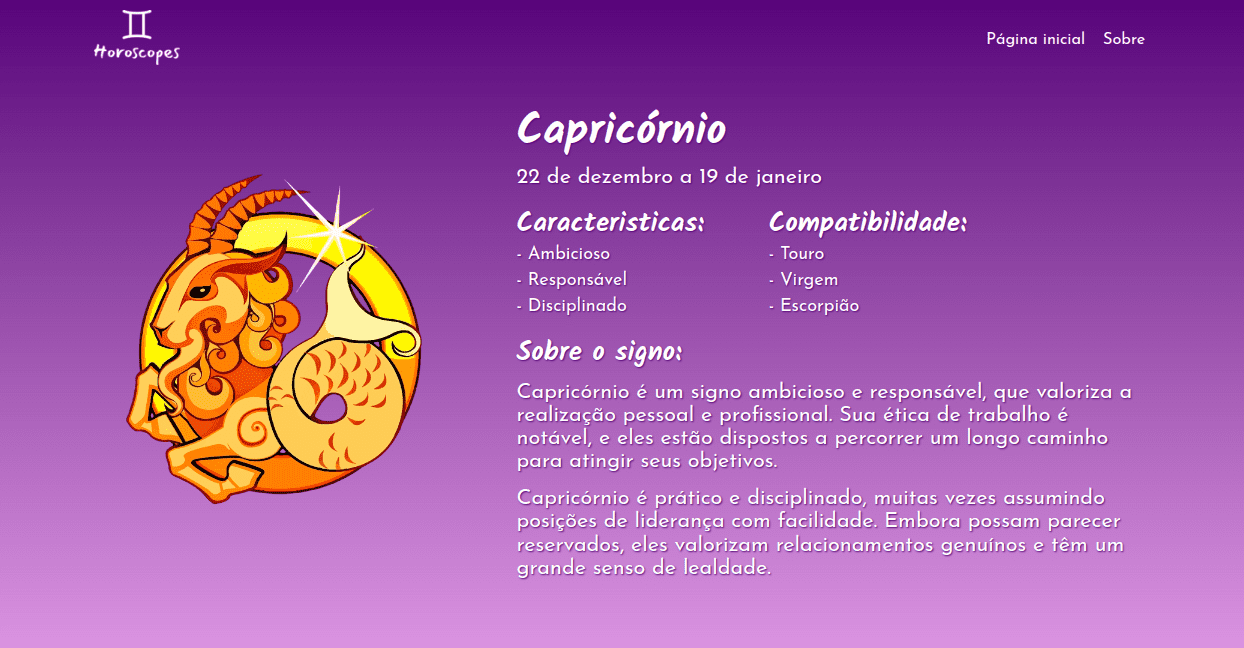 Horoscopes
Página inicial
Sobre
Capricórnio
22 de dezembro a 19 de janeiro
Caracteristicas:
- Ambicioso
- Responsável
- Disciplinado
Compatibilidade:
- Touro
- Virgem
- Escorpião
Sobre o signo:
Capricórnio é um signo ambicioso e responsável, que valoriza a
realização pessoal e profissional. Sua ética de trabalho é
notável, e eles estão dispostos a percorrer um longo caminho
para atingir seus objetivos.
Capricórnio é prático e disciplinado, muitas vezes assumindo
posições de liderança com facilidade. Embora possam parecer
reservados, eles valorizam relacionamentos genuínos e têm um
grande senso de lealdade.